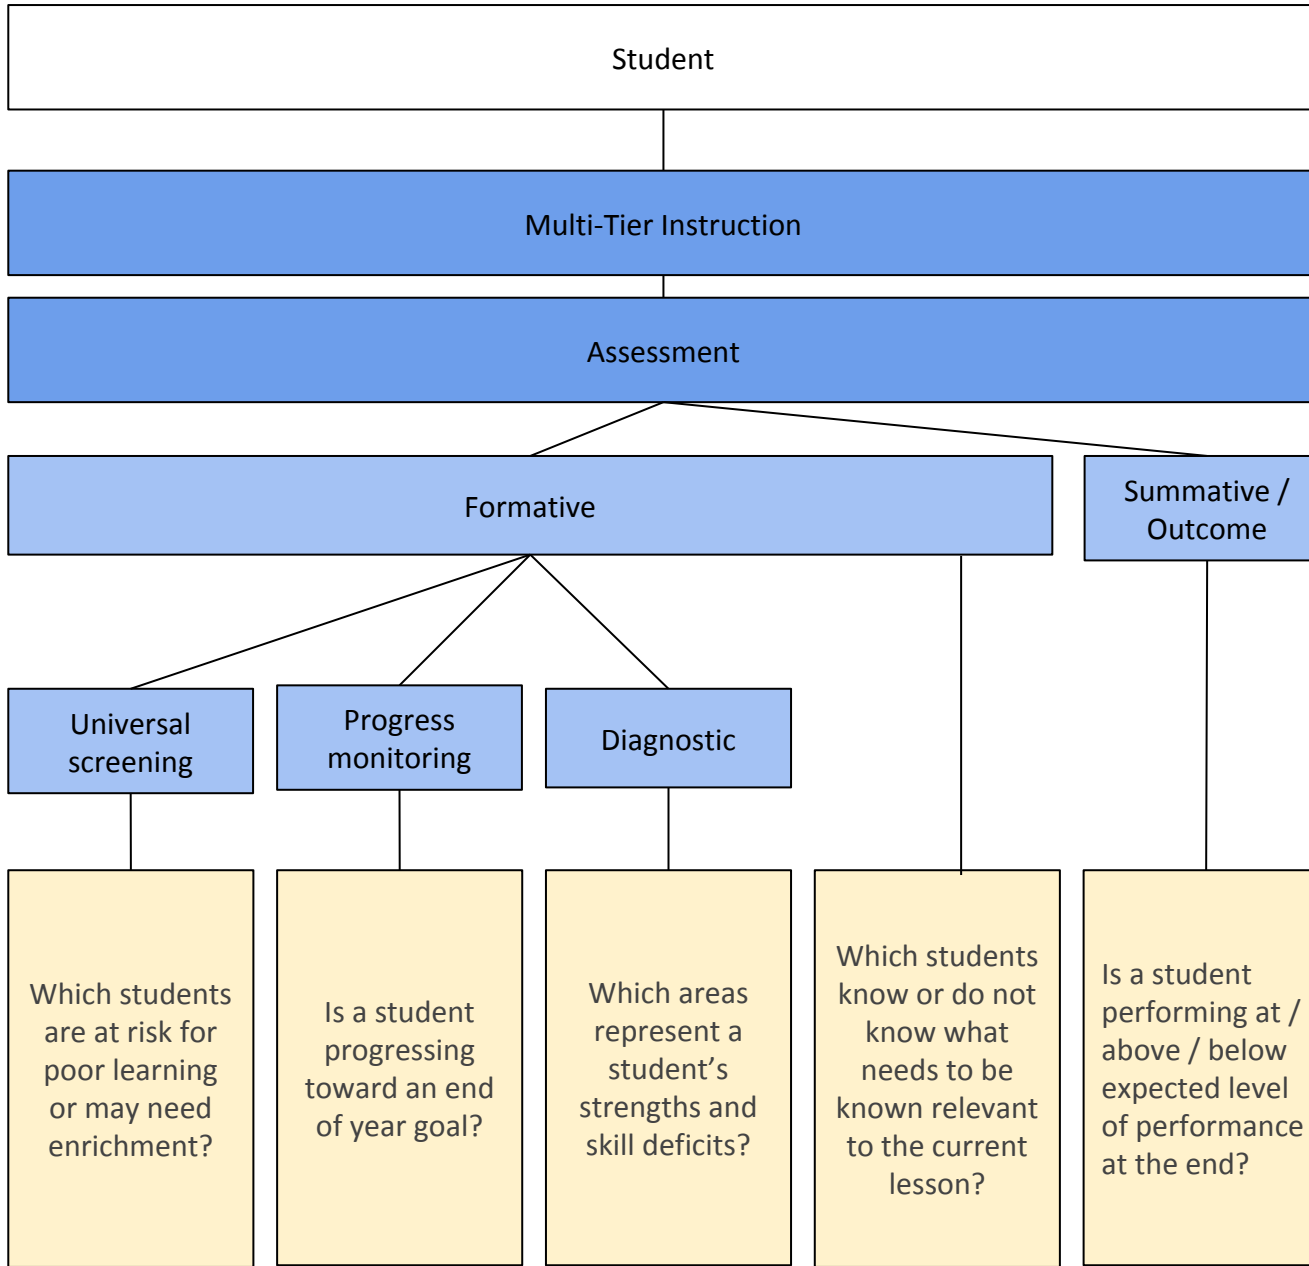 Student
Multi-Tier Instruction
Assessment
Formative
Summative /
Outcome
Universal
screening
Progress
monitoring
Diagnostic
Which students
are at risk for
poor learning
or may need
enrichment?
Is a student
progressing
toward an end
of year goal?
Which areas
represent a
student’s
strengths and
skill deficits?
Which students
know or do not
know what
needs to be
known relevant
to the current
lesson?
Is a student
performing at /
above / below
expected level
of performance
at the end?